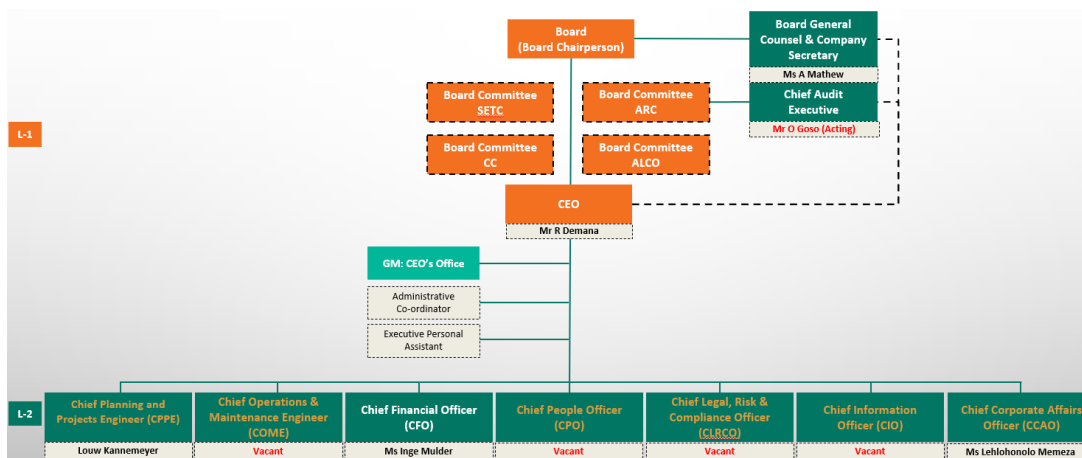 Board
(Board Chairperson)
Board General
Counsel & Company
Secretary
Ms A Mathew
Board Committee
SETC
Board Committee
ARC
Chief Audit
Executive
Mr O Goso (Acting)
L-1
Board Committee
CC
Board Committee
ALCO
CEO
Mr R Demana
GM: CEO's Office
Administrative
Co-ordinator
Executive Personal
Assistant
L-2
Chief Planning and
Projects Engineer (CPPE)
Louw Kannemeyer
Chief Operations &
Maintenance Engineer
(COME)
Vacant
Chief Financial Officer
(CFO)
Ms Inge Mulder
Chief People Officer
(CPO)
Vacant
Chief Legal, Risk &
Compliance Officer
(CLRCO)
Vacant
Chief Information
Officer (CIO)
Vacant
Chief Corporate Affairs
Officer (CCAO)
Ms Lehlohonolo Memeza